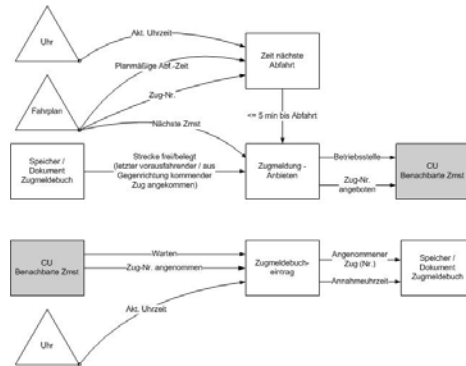 Uhr
Akt. Uhrzeit
Planmäßige Abf.-Zeit
Zeit nächste
Abfahrt
Zug-Nr.
Fahrplan
Nächste Zmst
<= 5 min bis Abfahrt
Speicher /
Dokument
Zugmeldebuch
Strecke frei/belegt
(letzter vorausfahrender / aus
Gegenrichtung kommender
Zug angekommen)
Zugmeldung -
Anbieten
Betriebsstelle
Zug-Nr.
angeboten
CU
Benachbarte Zmst
CU
Benachbarte Zmst
Warten
Zug-Nr. angenommen
Zugmeldebuch-
eintrag
Angenommener
Zug (Nr.)
Annahmeuhrzeit
Speicher /
Dokument
Zugmeldebuch
Akt. Uhrzeit
Uhr